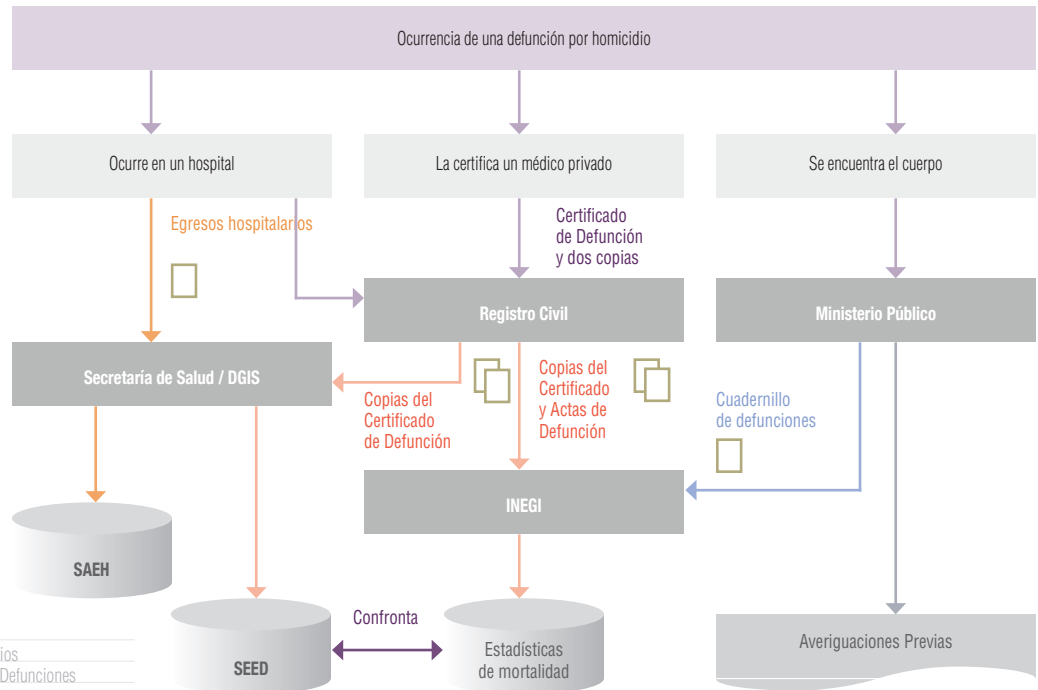 Ocurrencia de una defunción por homicidio
Ocurre en un hospital
La certifica un médico privado
Se encuentra el cuerpo
Egresos hospitalarios
Certificado
de Defunción
y dos copias
Registro Civil
Ministerio Público
Secretaría de Salud / DGIS
Copias del
Certificado
de Defunción
Copias del
Certificado
y Actas de
Defunción
Cuadernillo
de defunciones
INEGI
SAEH
SEED
Confronta
Estadísticas
de mortalidad
Averiguaciones Previas
ios
Defunciones